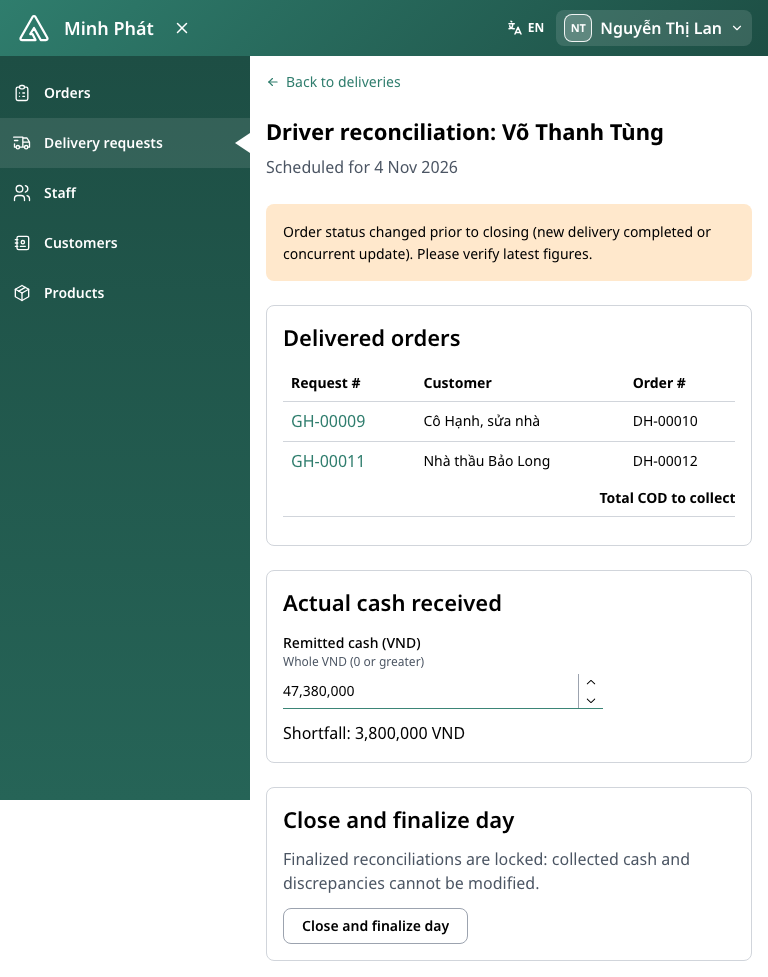 Minh Phát
EN
NT
Nguyễn Thị Lan
Orders
Delivery requests
Staff
Customers
Products
Back to deliveries
Driver reconciliation: Võ Thanh Tùng
Scheduled for 4 Nov 2026
Order status changed prior to closing (new delivery completed or
concurrent update). Please verify latest figures.
Delivered orders
Request # Customer Order #
GH-00009 Cô Hạnh, sửa nhà DH-00010
GH-00011 Nhà thầu Bảo Long DH-00012
Total COD to collect
Actual cash received
Remitted cash (VND)
Whole VND (0 or greater)
47,380,000
Shortfall: 3,800,000 VND
Close and finalize day
Finalized reconciliations are locked: collected cash and
discrepancies cannot be modified.
Close and finalize day